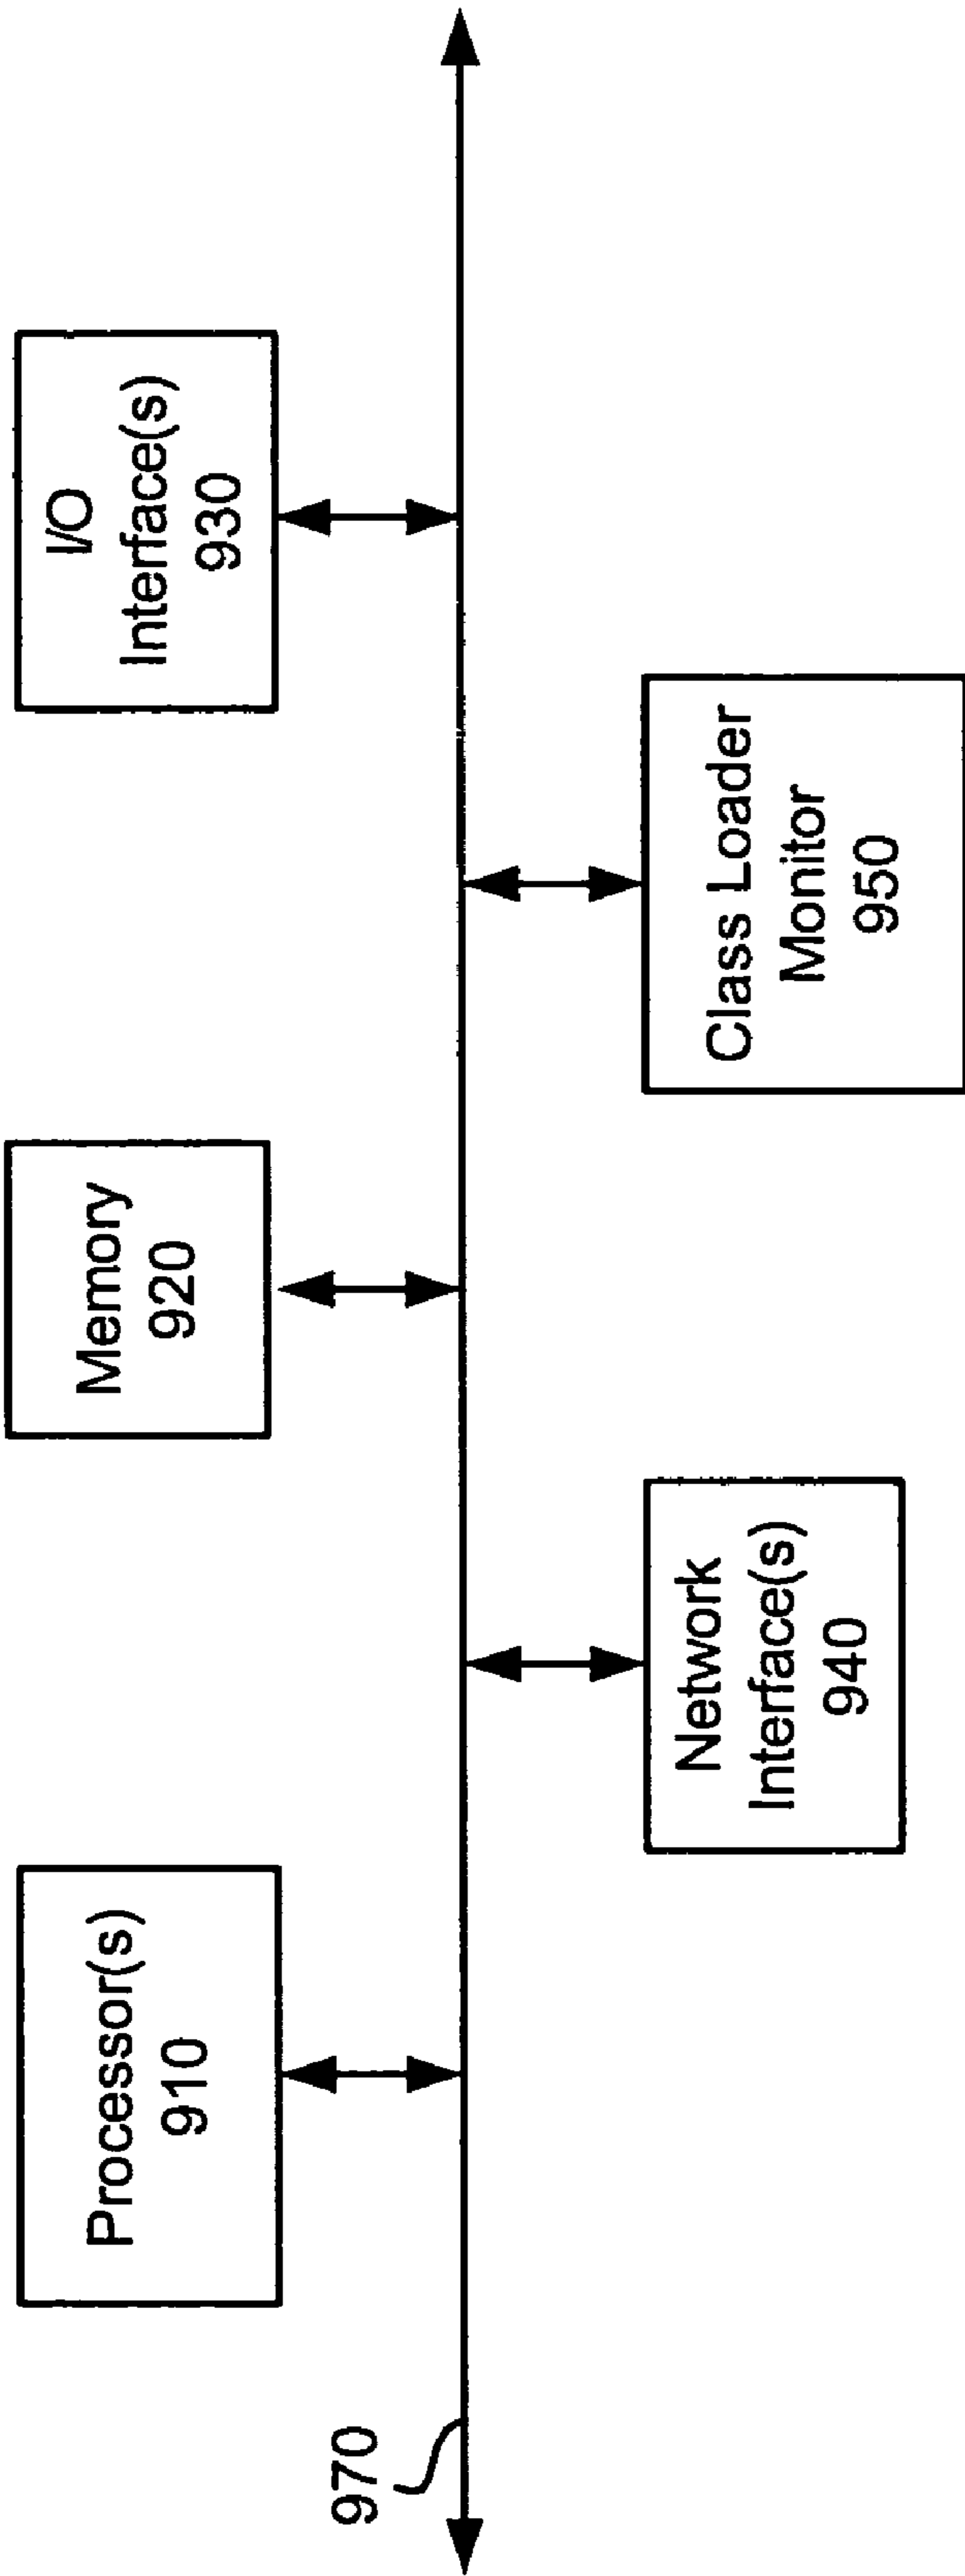 Processor(s)
910
Memory
920
I/O
Interface(s)
930
970
Network
Interface(s)
940
Class Loader
Monitor
950